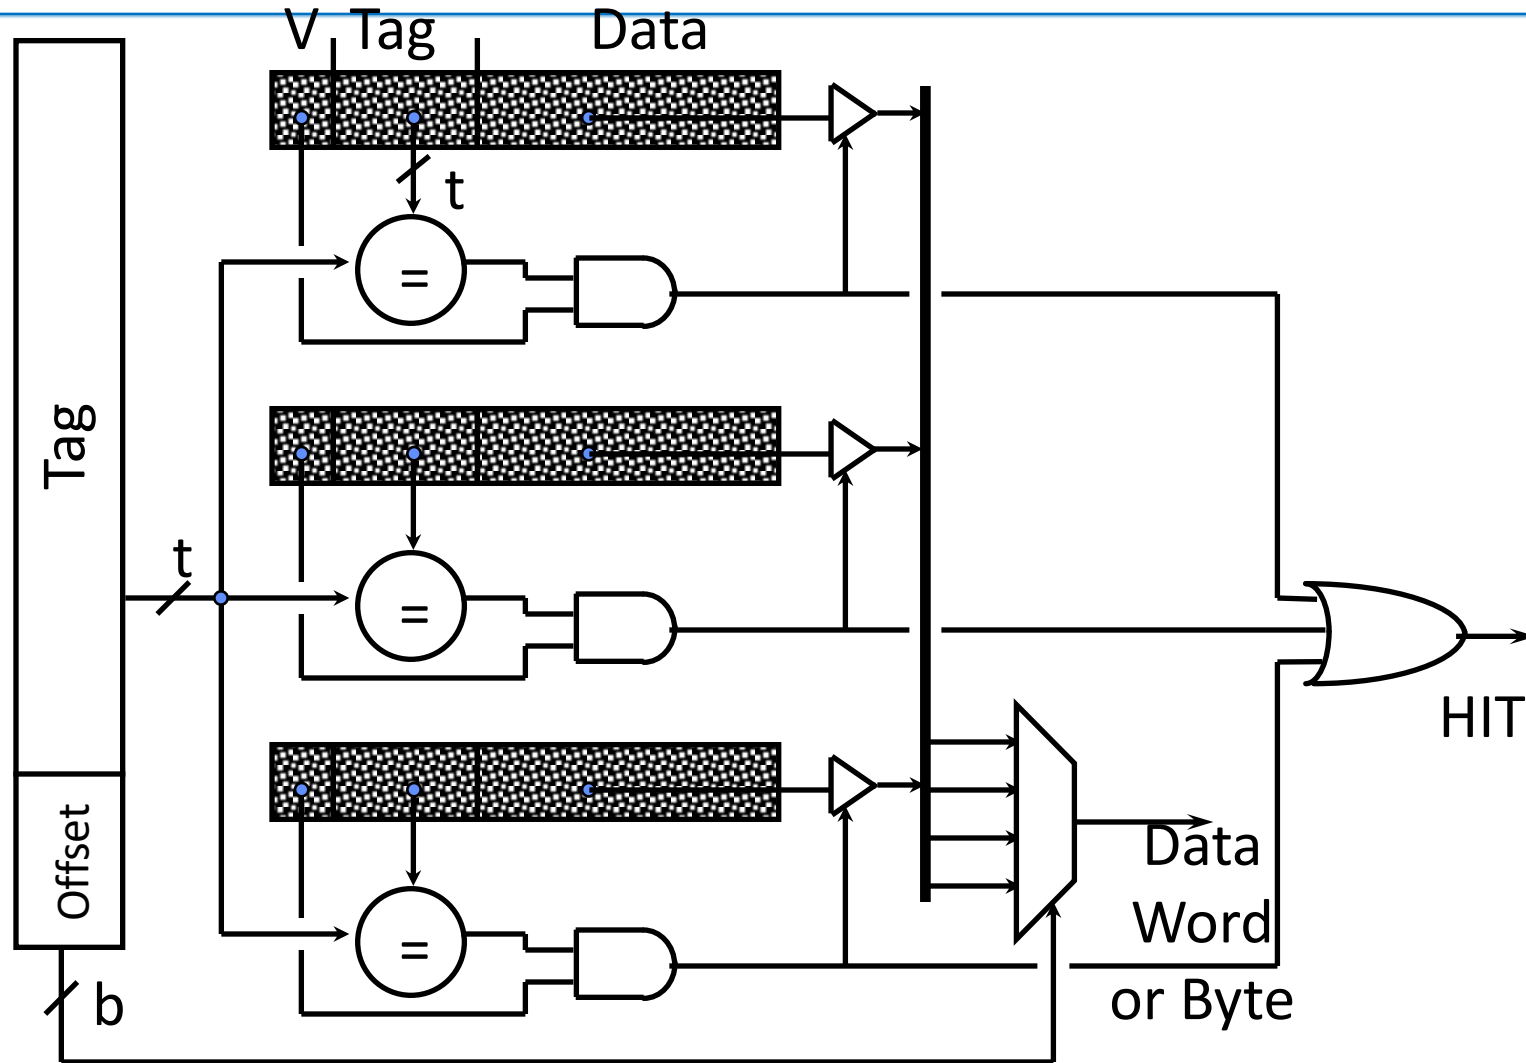 V Tag Data
t
=
Tag
=
t
HIT
=
Offset
Data
Word
or Byte
b